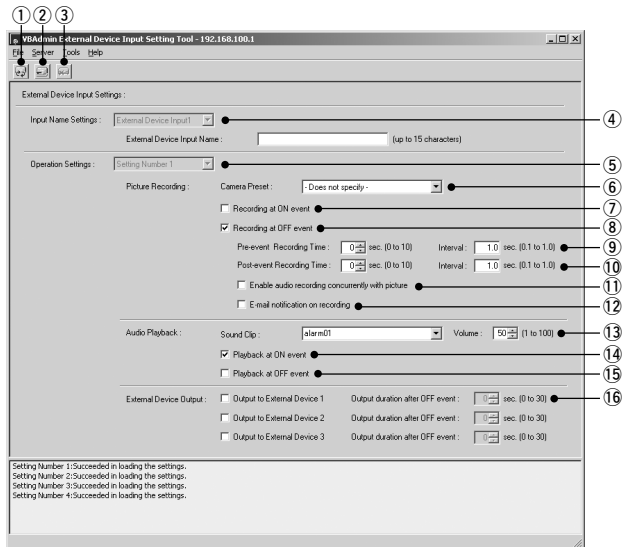 ① ② ③
VBAdmin External Device Input Setting Tool - 192.168.100.1
File Server Tools Help
External Device Input Settings :
Input Name Settings : External Device Input1 ④
External Device Input Name : (up to 15 characters)
Operation Settings : Setting Number 1 ⑤
Picture Recording : Camera Preset : - Does not specify - ⑥
Recording at ON event ⑦
Recording at OFF event ⑧
Pre-event Recording Time : 0 sec. (0 to 10) Interval : 1.0 sec. (0.1 to 1.0) ⑨
Post-event Recording Time : 0 sec. (0 to 10) Interval : 1.0 sec. (0.1 to 1.0) ⑩
Enable audio recording concurrently with picture ⑪
E-mail notification on recording ⑫
Audio Playback : Sound Clip : alarm01 Volume : 50 (1 to 100) ⑬
Playback at ON event ⑭
Playback at OFF event ⑮
External Device Output : Output to External Device 1 Output duration after OFF event : 0 sec. (0 to 30) ⑯
Output to External Device 2 Output duration after OFF event : 0 sec. (0 to 30)
Output to External Device 3 Output duration after OFF event : 0 sec. (0 to 30)
Setting Number 1:Succeeded in loading the settings.
Setting Number 2:Succeeded in loading the settings.
Setting Number 3:Succeeded in loading the settings.
Setting Number 4:Succeeded in loading the settings.